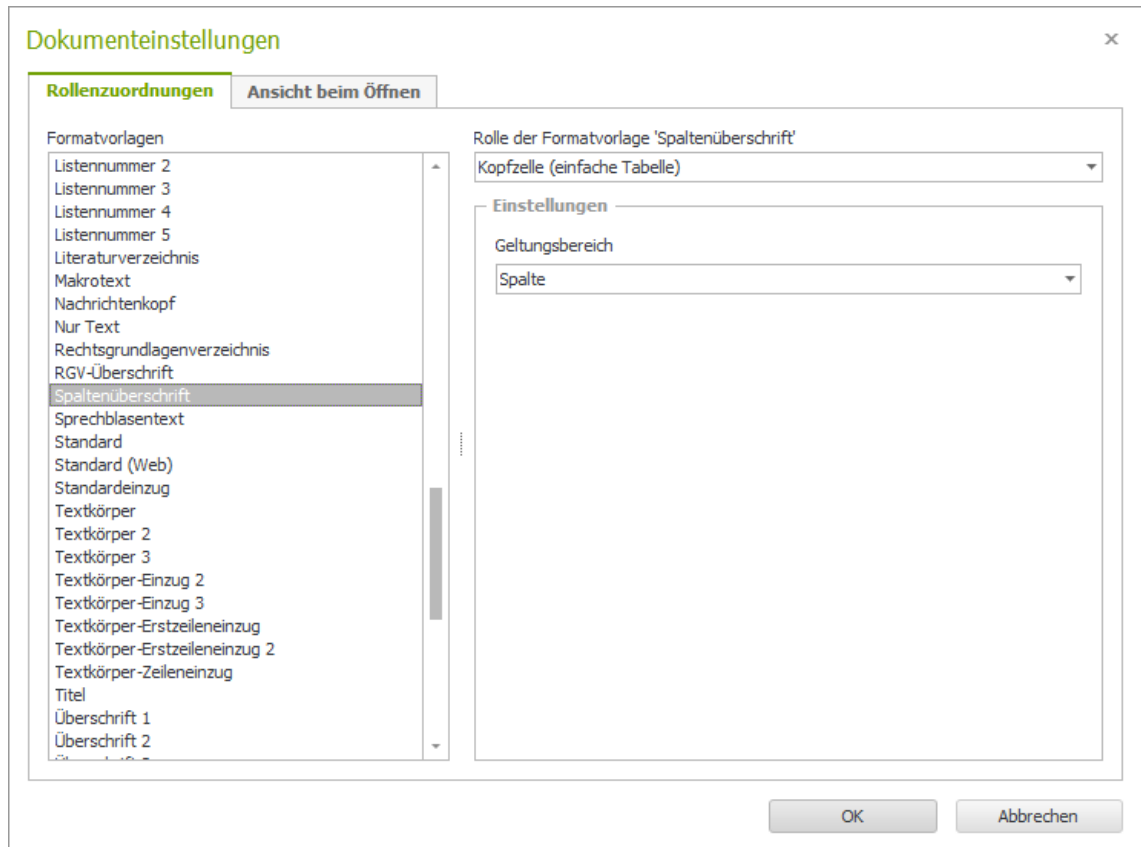 Dokumenteinstellungen
Rollenzuordnungen
Ansicht beim Öffnen
Formatvorlagen
Listennummer 2
Listennummer 3
Listennummer 4
Listennummer 5
Literaturverzeichnis
Makrotext
Nachrichtenkopf
Nur Text
Rechtsgrundlagenverzeichnis
RGV-Überschrift
Spaltenüberschrift
Sprechblasentext
Standard
Standard (Web)
Standardeinzug
Textkörper
Textkörper 2
Textkörper 3
Textkörper-Einzug 2
Textkörper-Einzug 3
Textkörper-Erstzeileneinzug
Textkörper-Erstzeileneinzug 2
Textkörper-Zeileneinzug
Titel
Überschrift 1
Überschrift 2
Rolle der Formatvorlage 'Spaltenüberschrift'
Kopfzelle (einfache Tabelle)
Einstellungen
Geltungsbereich
Spalte
OK
Abbrechen